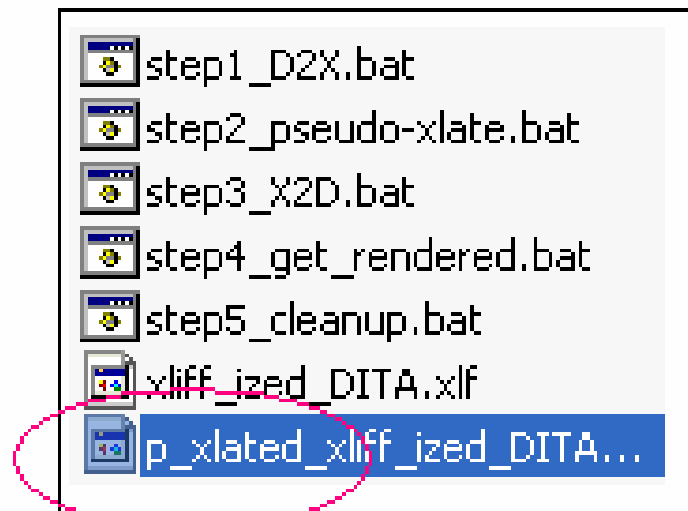 step1_D2X.bat
step2_pseudo-xlate.bat
step3_X2D.bat
step4_get_rendered.bat
step5_cleanup.bat
xliff_ized_DITA.xlf
p_xlated_xliff_ized_DITA...